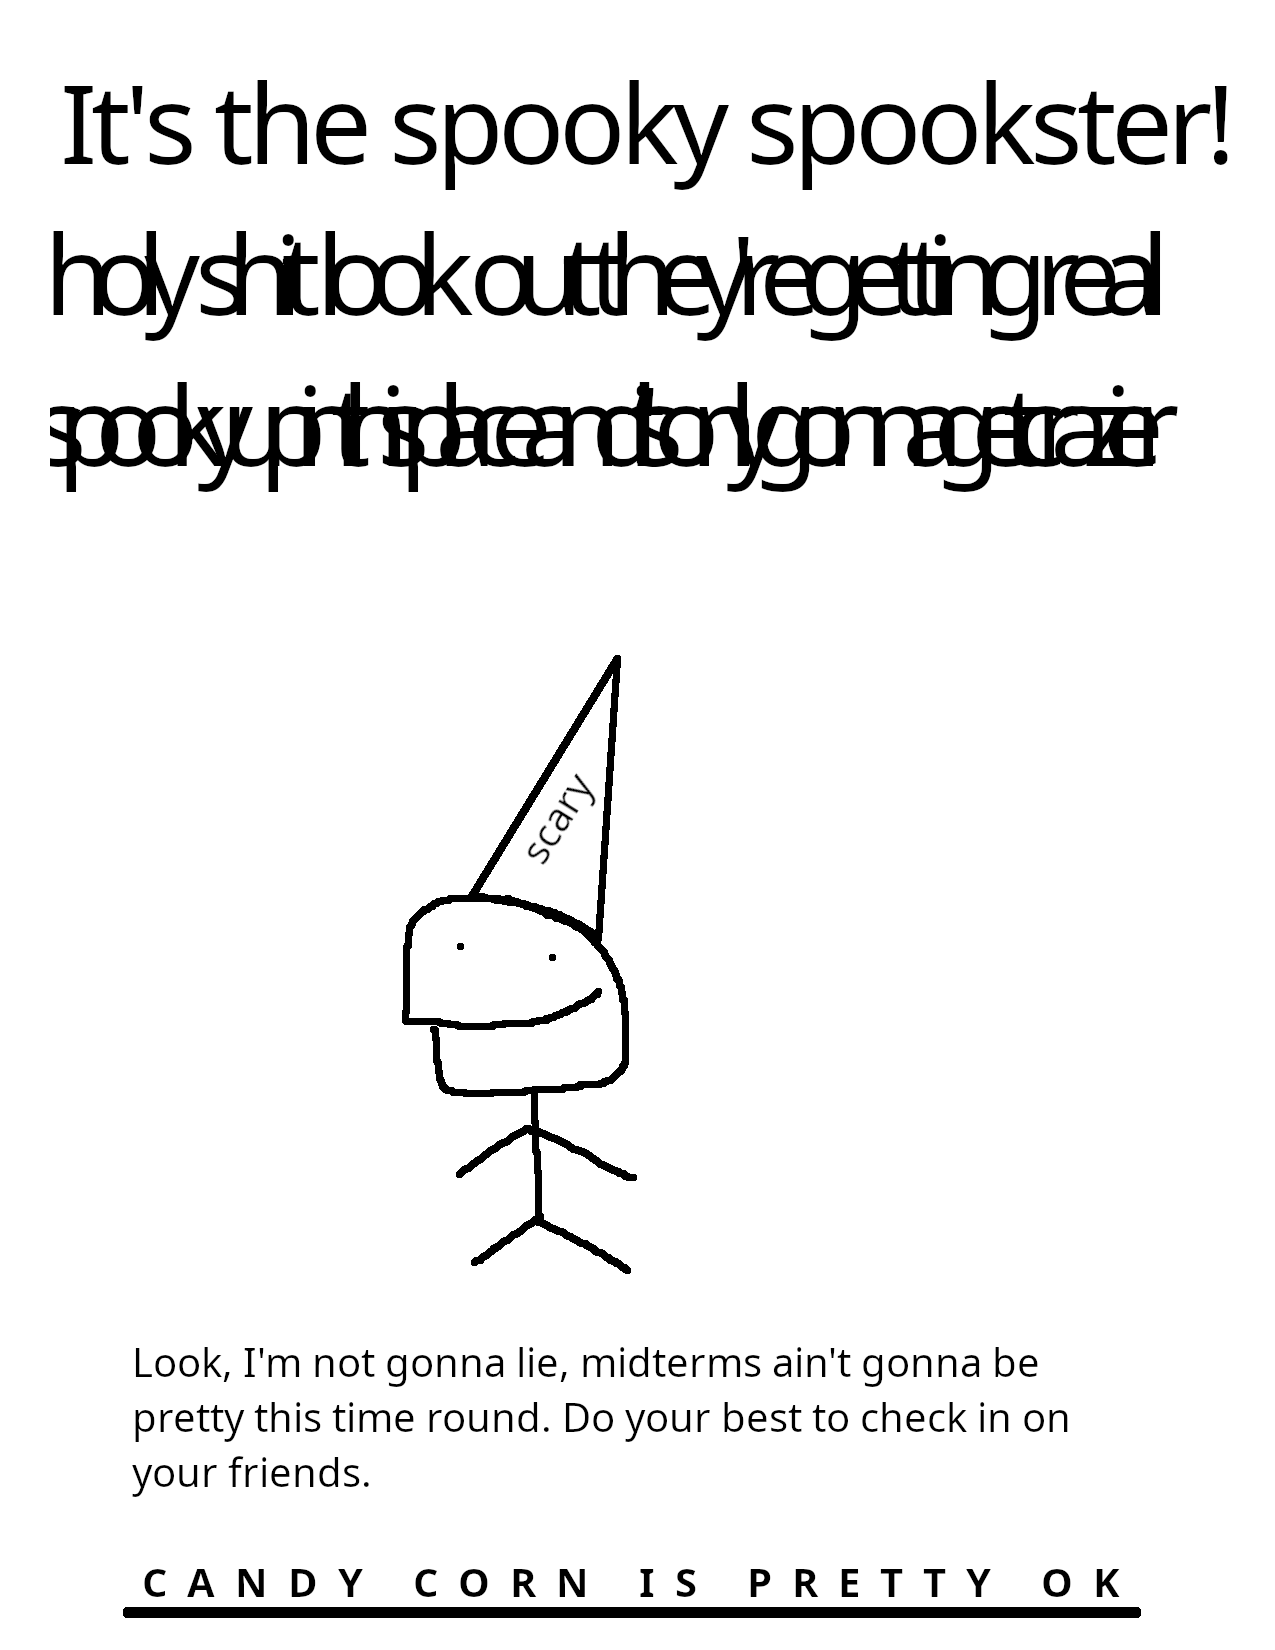 It's the spooky spookster!
holy shit look out they're getting real
spooky up in this place and it's only gonna get crazier
scary
Look, I'm not gonna lie, midterms ain't gonna be
pretty this time round. Do your best to check in on
your friends.
CANDY CORN IS PRETTY OK